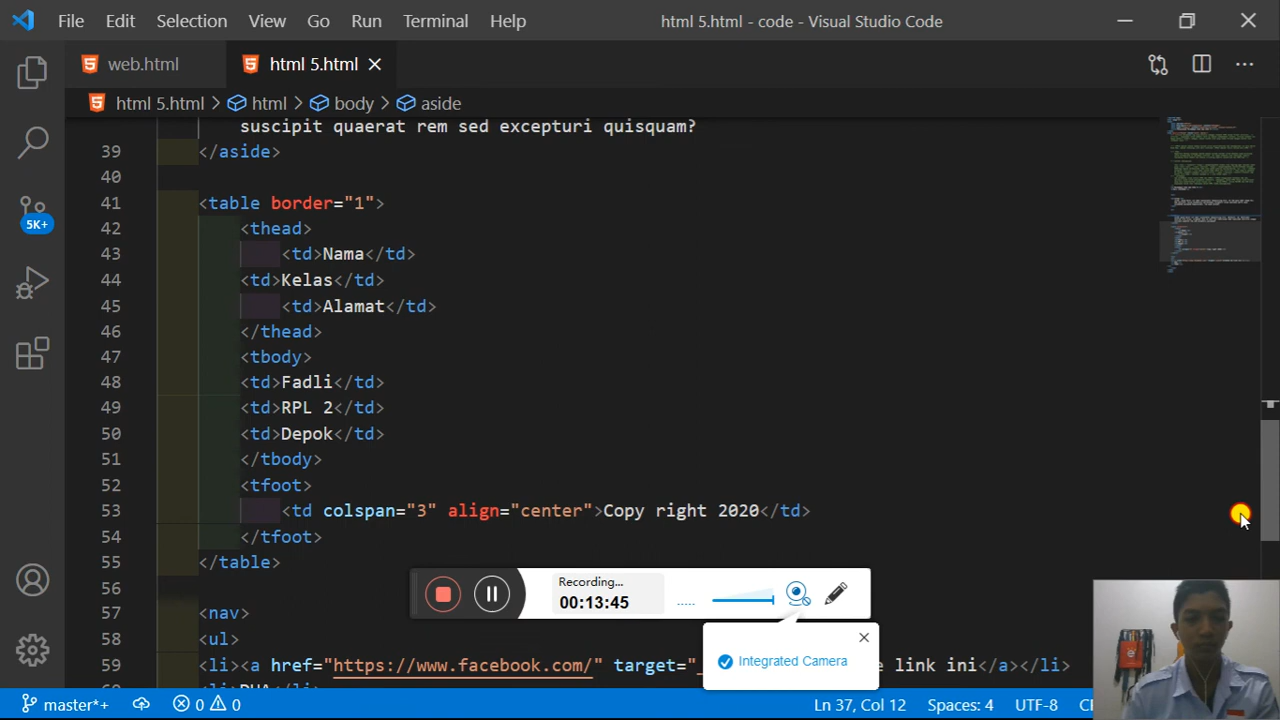 File Edit Selection View Go Run Terminal Help html 5.html - code - Visual Studio Code
web.html html 5.html
html 5.html > html > body > aside
suscipit quaerat rem sed excepturi quisquam?
39 </aside>
40
41 <table border="1">
42 <thead>
43 <td>Nama</td>
44 <td>Kelas</td>
45 <td>Alamat</td>
46 </thead>
47 <tbody>
48 <td>Fadli</td>
49 <td>RPL 2</td>
50 <td>Depok</td>
51 </tbody>
52 <tfoot>
53 <td colspan="3" align="center">Copy right 2020</td>
54 </tfoot>
55 </table>
56
57 <nav>
58 <ul>
59 <li><a href="https://www.facebook.com/" target="_ link ini</a></li>
5K+
Recording...
00:13:45
Integrated Camera
master*+ 0 0 Ln 37, Col 12 Spaces: 4 UTF-8